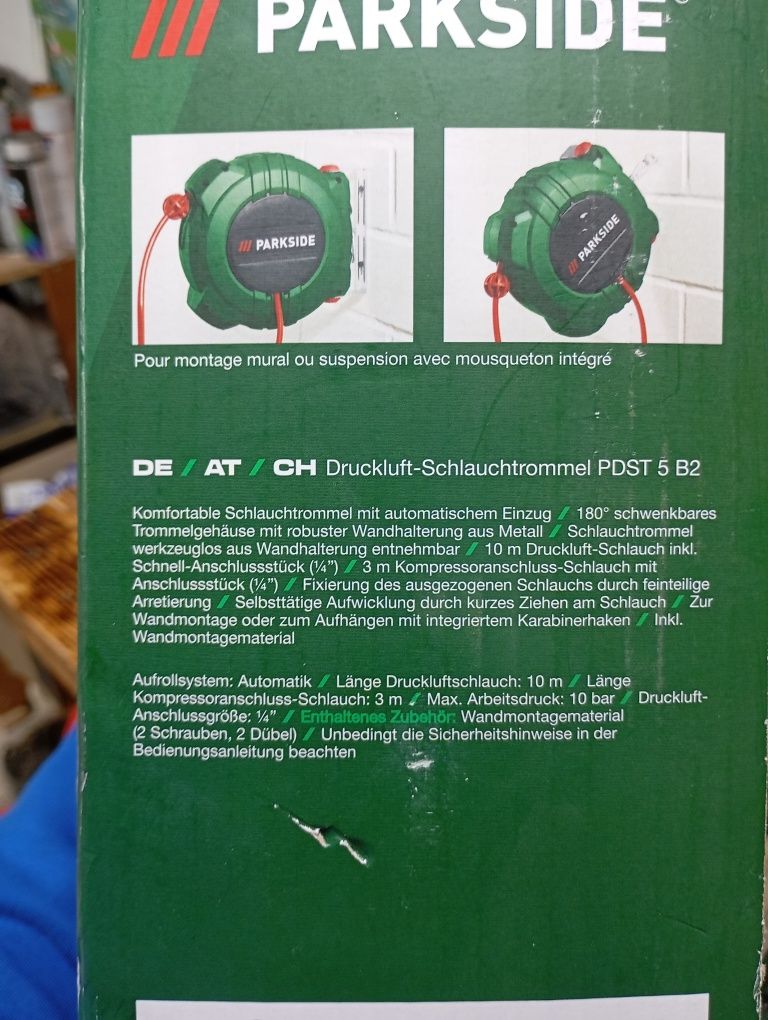 PARKSIDE®
PARKSIDE
PARKSIDE
Pour montage mural ou suspension avec mousqueton intégré
DE / AT / CH Druckluft-Schlauchtrommel PDST 5 B2
Komfortable Schlauchtrommel mit automatischem Einzug / 180° schwenkbares
Trommelgehäuse mit robuster Wandhalterung aus Metall / Schlauchtrommel
werkzeuglos aus Wandhalterung entnehmbar / 10 m Druckluft-Schlauch inkl.
Schnell-Anschlussstück (¼”) / 3 m Kompressoranschluss-Schlauch mit
Anschlussstück (¼”) / Fixierung des ausgezogenen Schlauchs durch feinteilige
Arretierung / Selbsttätige Aufwicklung durch kurzes Ziehen am Schlauch / Zur
Wandmontage oder zum Aufhängen mit integriertem Karabinerhaken / Inkl.
Wandmontagematerial
Aufrollsystem: Automatik / Länge Druckluftschlauch: 10 m / Länge
Kompressoranschluss-Schlauch: 3 m / Max. Arbeitsdruck: 10 bar / Druckluft-
Anschlussgröße: ¼” / Enthaltenes Zubehör: Wandmontagematerial
(2 Schrauben, 2 Dübel) / Unbedingt die Sicherheitshinweise in der
Bedienungsanleitung beachten